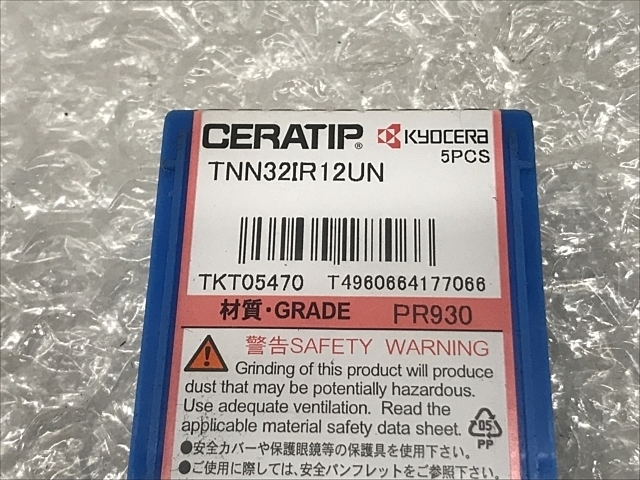 CERATIP® KYOCERA
5PCS
TNN32IR12UN
TKT05470 T4960664177066
材質・GRADE PR930
警告SAFETY WARNING
Grinding of this product will produce
dust that may be potentially hazardous.
Use adequate ventilation. Read the
applicable material safety data sheet.
05
PP
●安全カバーや保護眼鏡等の保護具を使用下さい。
●ご使用に際しては、安全パンフレットをご参照下さい。